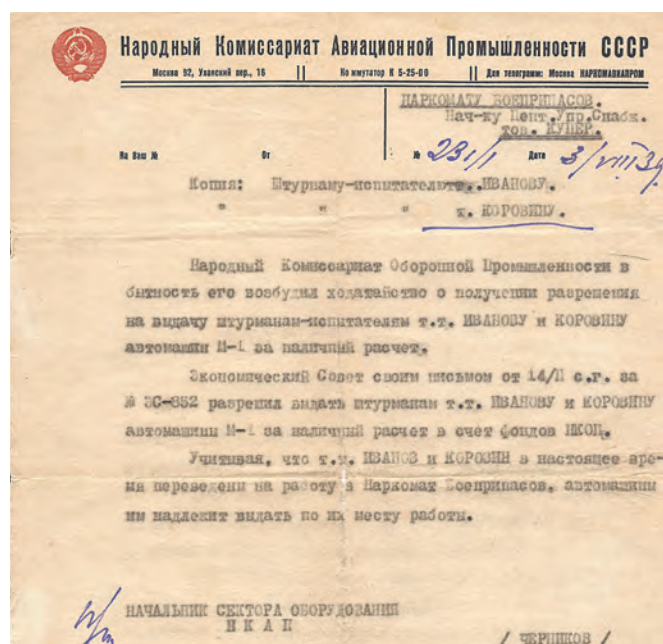 Народный Комиссариат Авиационной Промышленности СССР
Москва 92, Уланский пер., 16 || Коммутатор К 5-25-00 || Для телеграмм: Москва НАРКОМАВИАПРОМ
НАРКОМАТУ БОЕПРИПАСОВ.
Нач-ку Цент.Упр.Снабж.
тов. КУПЕР.
На Ваш № От № 231/1 Дата 3/VIII 39
Копия: Штурману-испытателю т. ИВАНОВУ.
" " " т. КОРОВИНУ.
Народный Комиссариат Оборонной Промышленности в
бытность его возбудил ходатайство о получении разрешения
на выдачу штурманам-испытателям т.т. ИВАНОВУ и КОРОВИНУ
автомашин М-1 за наличный расчет.
Экономический Совет своим письмом от 14/II с.г. за
№ ЭС-852 разрешил выдать штурманам т.т. ИВАНОВУ и КОРОВИНУ
автомашины М-1 за наличный расчет в счет фондов НКОП.
Учитывая, что т.т. ИВАНОВ и КОРОВИН в настоящее вре-
мя переведены на работу в Наркомат Боеприпасов, автомашины
им надлежит выдать по их месту работы.
НАЧАЛЬНИК СЕКТОРА ОБОРУДОВАНИЯ
Н К А П
/ ЧЕРНИКОВ /